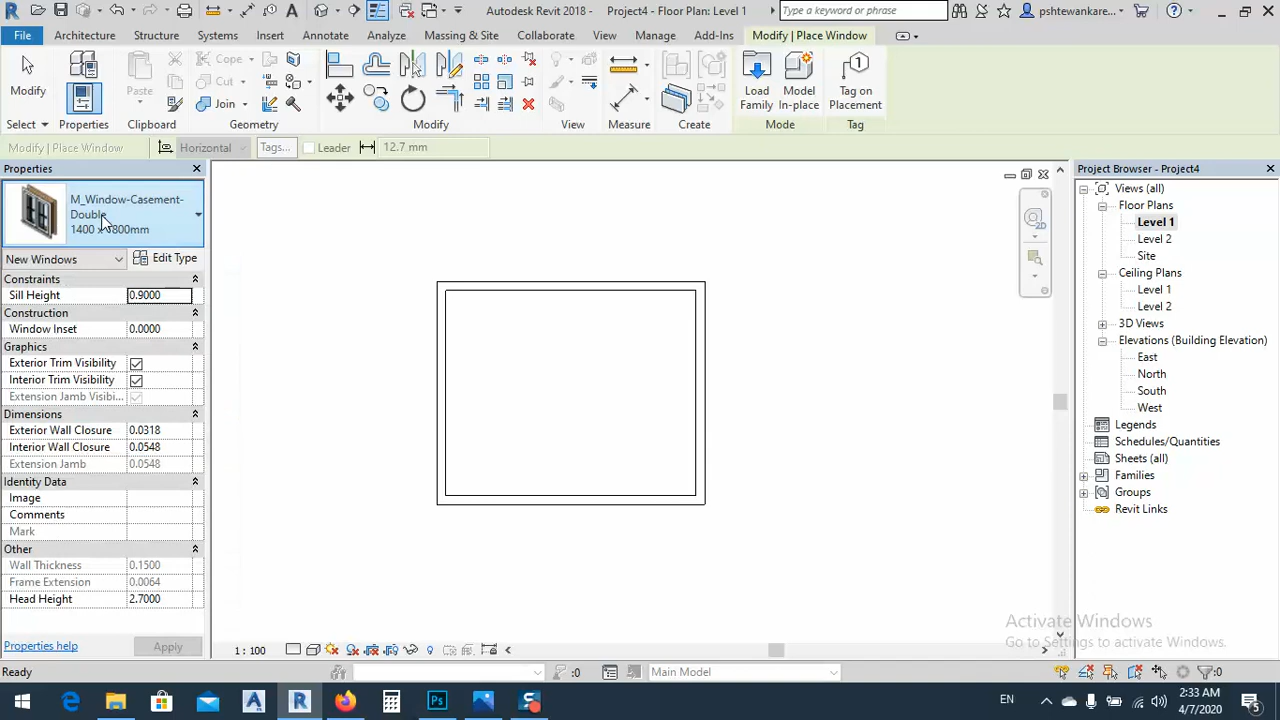 Autodesk Revit 2018 - Project4 - Floor Plan: Level 1
Type a keyword or phrase
pshtewankare...
File
Architecture
Structure
Systems
Insert
Annotate
Analyze
Massing & Site
Collaborate
View
Manage
Add-Ins
Modify | Place Window
Modify
Paste
Cope
Cut
Join
Load
Family
Model
In-place
Tag on
Placement
Select
Properties
Clipboard
Geometry
Modify
View
Measure
Create
Mode
Tag
Modify | Place Window
Horizontal
Tags...
Leader
12.7 mm
Properties
M_Window-Casement-
Double
1400 x 1800mm
New Windows
Edit Type
Constraints
Sill Height 0.9000
Construction
Window Inset 0.0000
Graphics
Exterior Trim Visibility
Interior Trim Visibility
Extension Jamb Visibi...
Dimensions
Exterior Wall Closure 0.0318
Interior Wall Closure 0.0548
Extension Jamb 0.0548
Identity Data
Image
Comments
Mark
Other
Wall Thickness 0.1500
Frame Extension 0.0064
Head Height 2.7000
Properties help
Apply
2D
Project Browser - Project4
Views (all)
Floor Plans
Level 1
Level 2
Site
Ceiling Plans
Level 1
Level 2
3D Views
Elevations (Building Elevation)
East
North
South
West
Legends
Schedules/Quantities
Sheets (all)
Families
Groups
Revit Links
Activate Windows
Go to Settings to activate Windows.
1 : 100
Ready
:0
Main Model
:0
Ps
EN
2:33 AM
4/7/2020
5